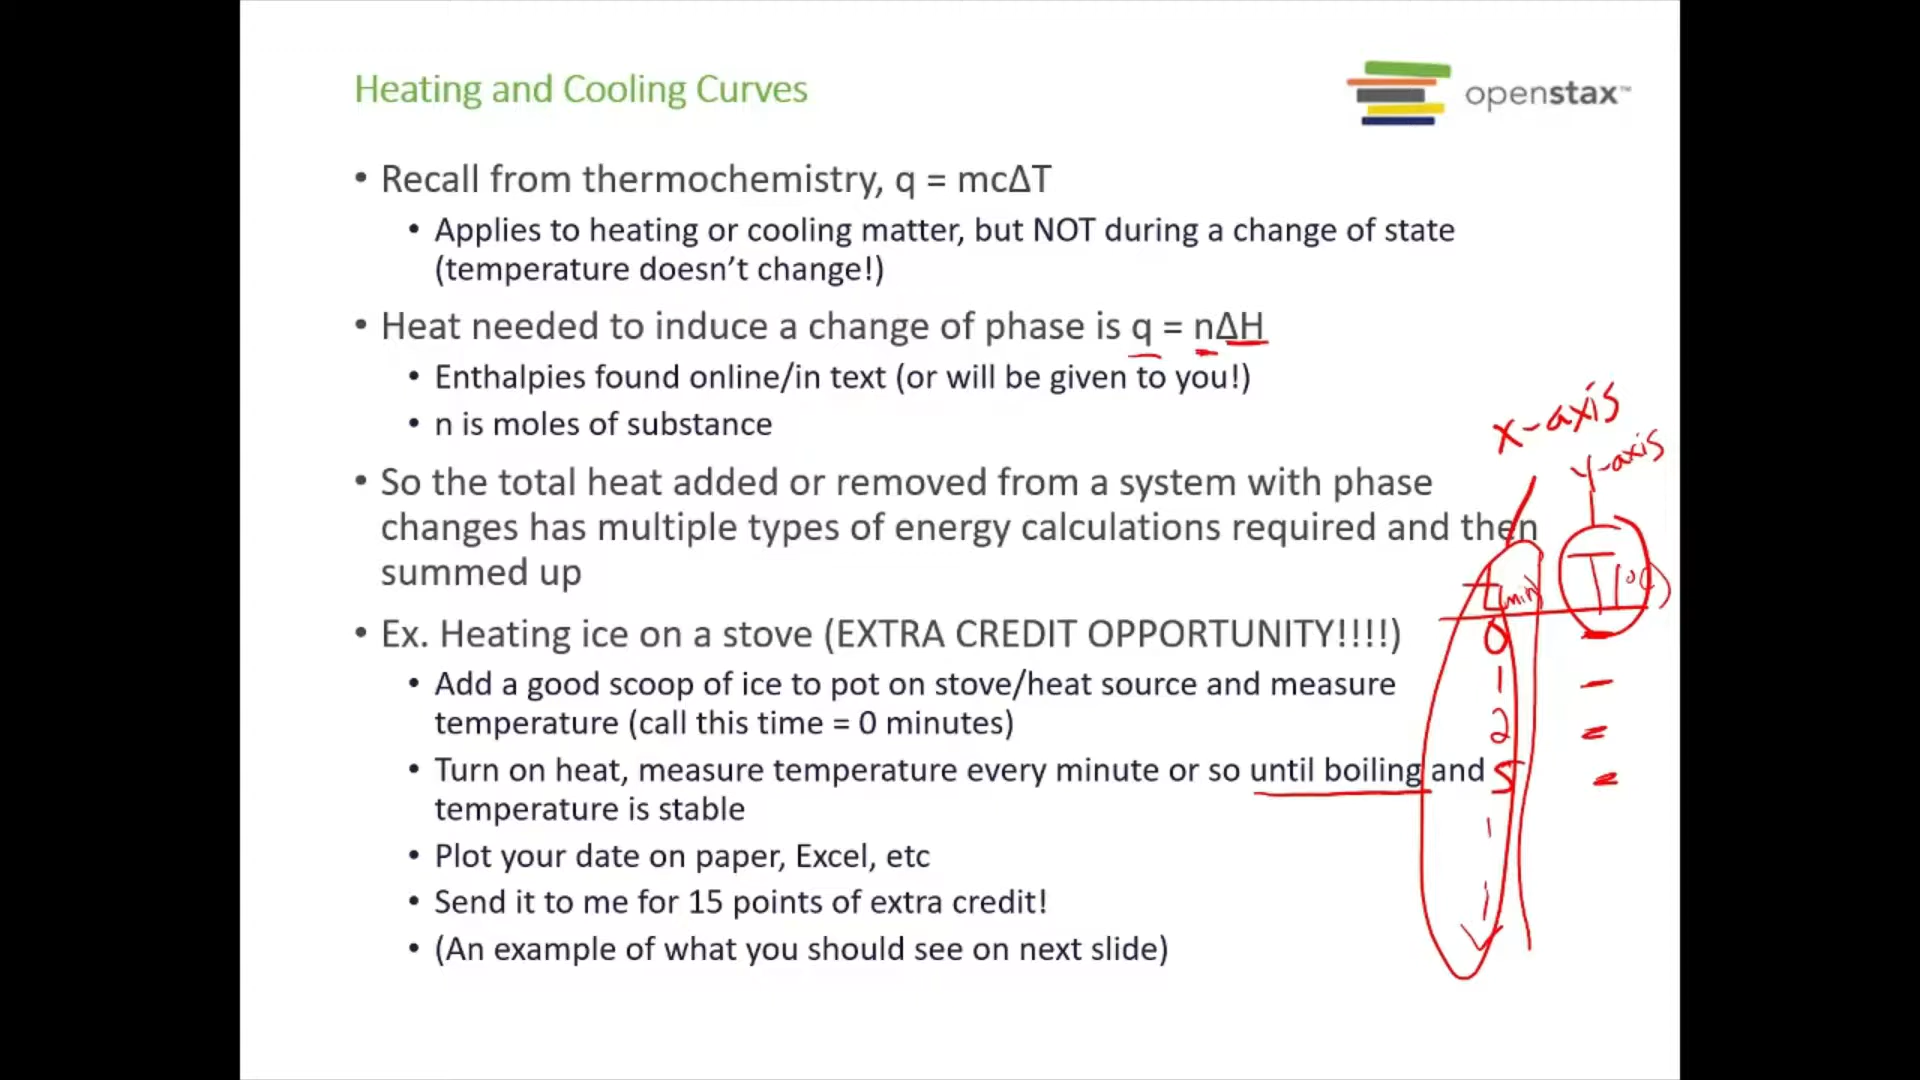 Heating and Cooling Curves
openstax™
• Recall from thermochemistry, q = mcΔT
• Applies to heating or cooling matter, but NOT during a change of state
(temperature doesn’t change!)
• Heat needed to induce a change of phase is q = nΔH
• Enthalpies found online/in text (or will be given to you!)
• n is moles of substance
x-axis
y-axis
• So the total heat added or removed from a system with phase
changes has multiple types of energy calculations required and then
summed up
t(min) T(°C)
• Ex. Heating ice on a stove (EXTRA CREDIT OPPORTUNITY!!!!)
0
• Add a good scoop of ice to pot on stove/heat source and measure
1
temperature (call this time = 0 minutes)
2
• Turn on heat, measure temperature every minute or so until boiling and
temperature is stable
• Plot your date on paper, Excel, etc
• Send it to me for 15 points of extra credit!
• (An example of what you should see on next slide)